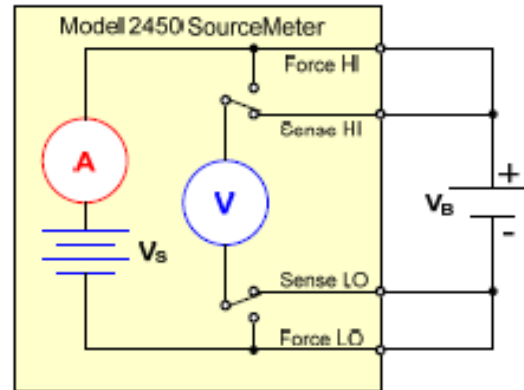 Modell 2450 SourceMeter
Force HI
Sense HI
A
V
VS
VB
+
-
Sense LO
Force LO